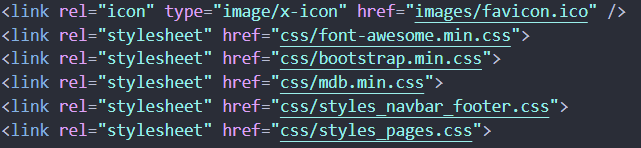 <link rel="icon" type="image/x-icon" href="images/favicon.ico" />
<link rel="stylesheet" href="css/font-awesome.min.css">
<link rel="stylesheet" href="css/bootstrap.min.css">
<link rel="stylesheet" href="css/mdb.min.css">
<link rel="stylesheet" href="css/styles_navbar_footer.css">
<link rel="stylesheet" href="css/styles_pages.css">